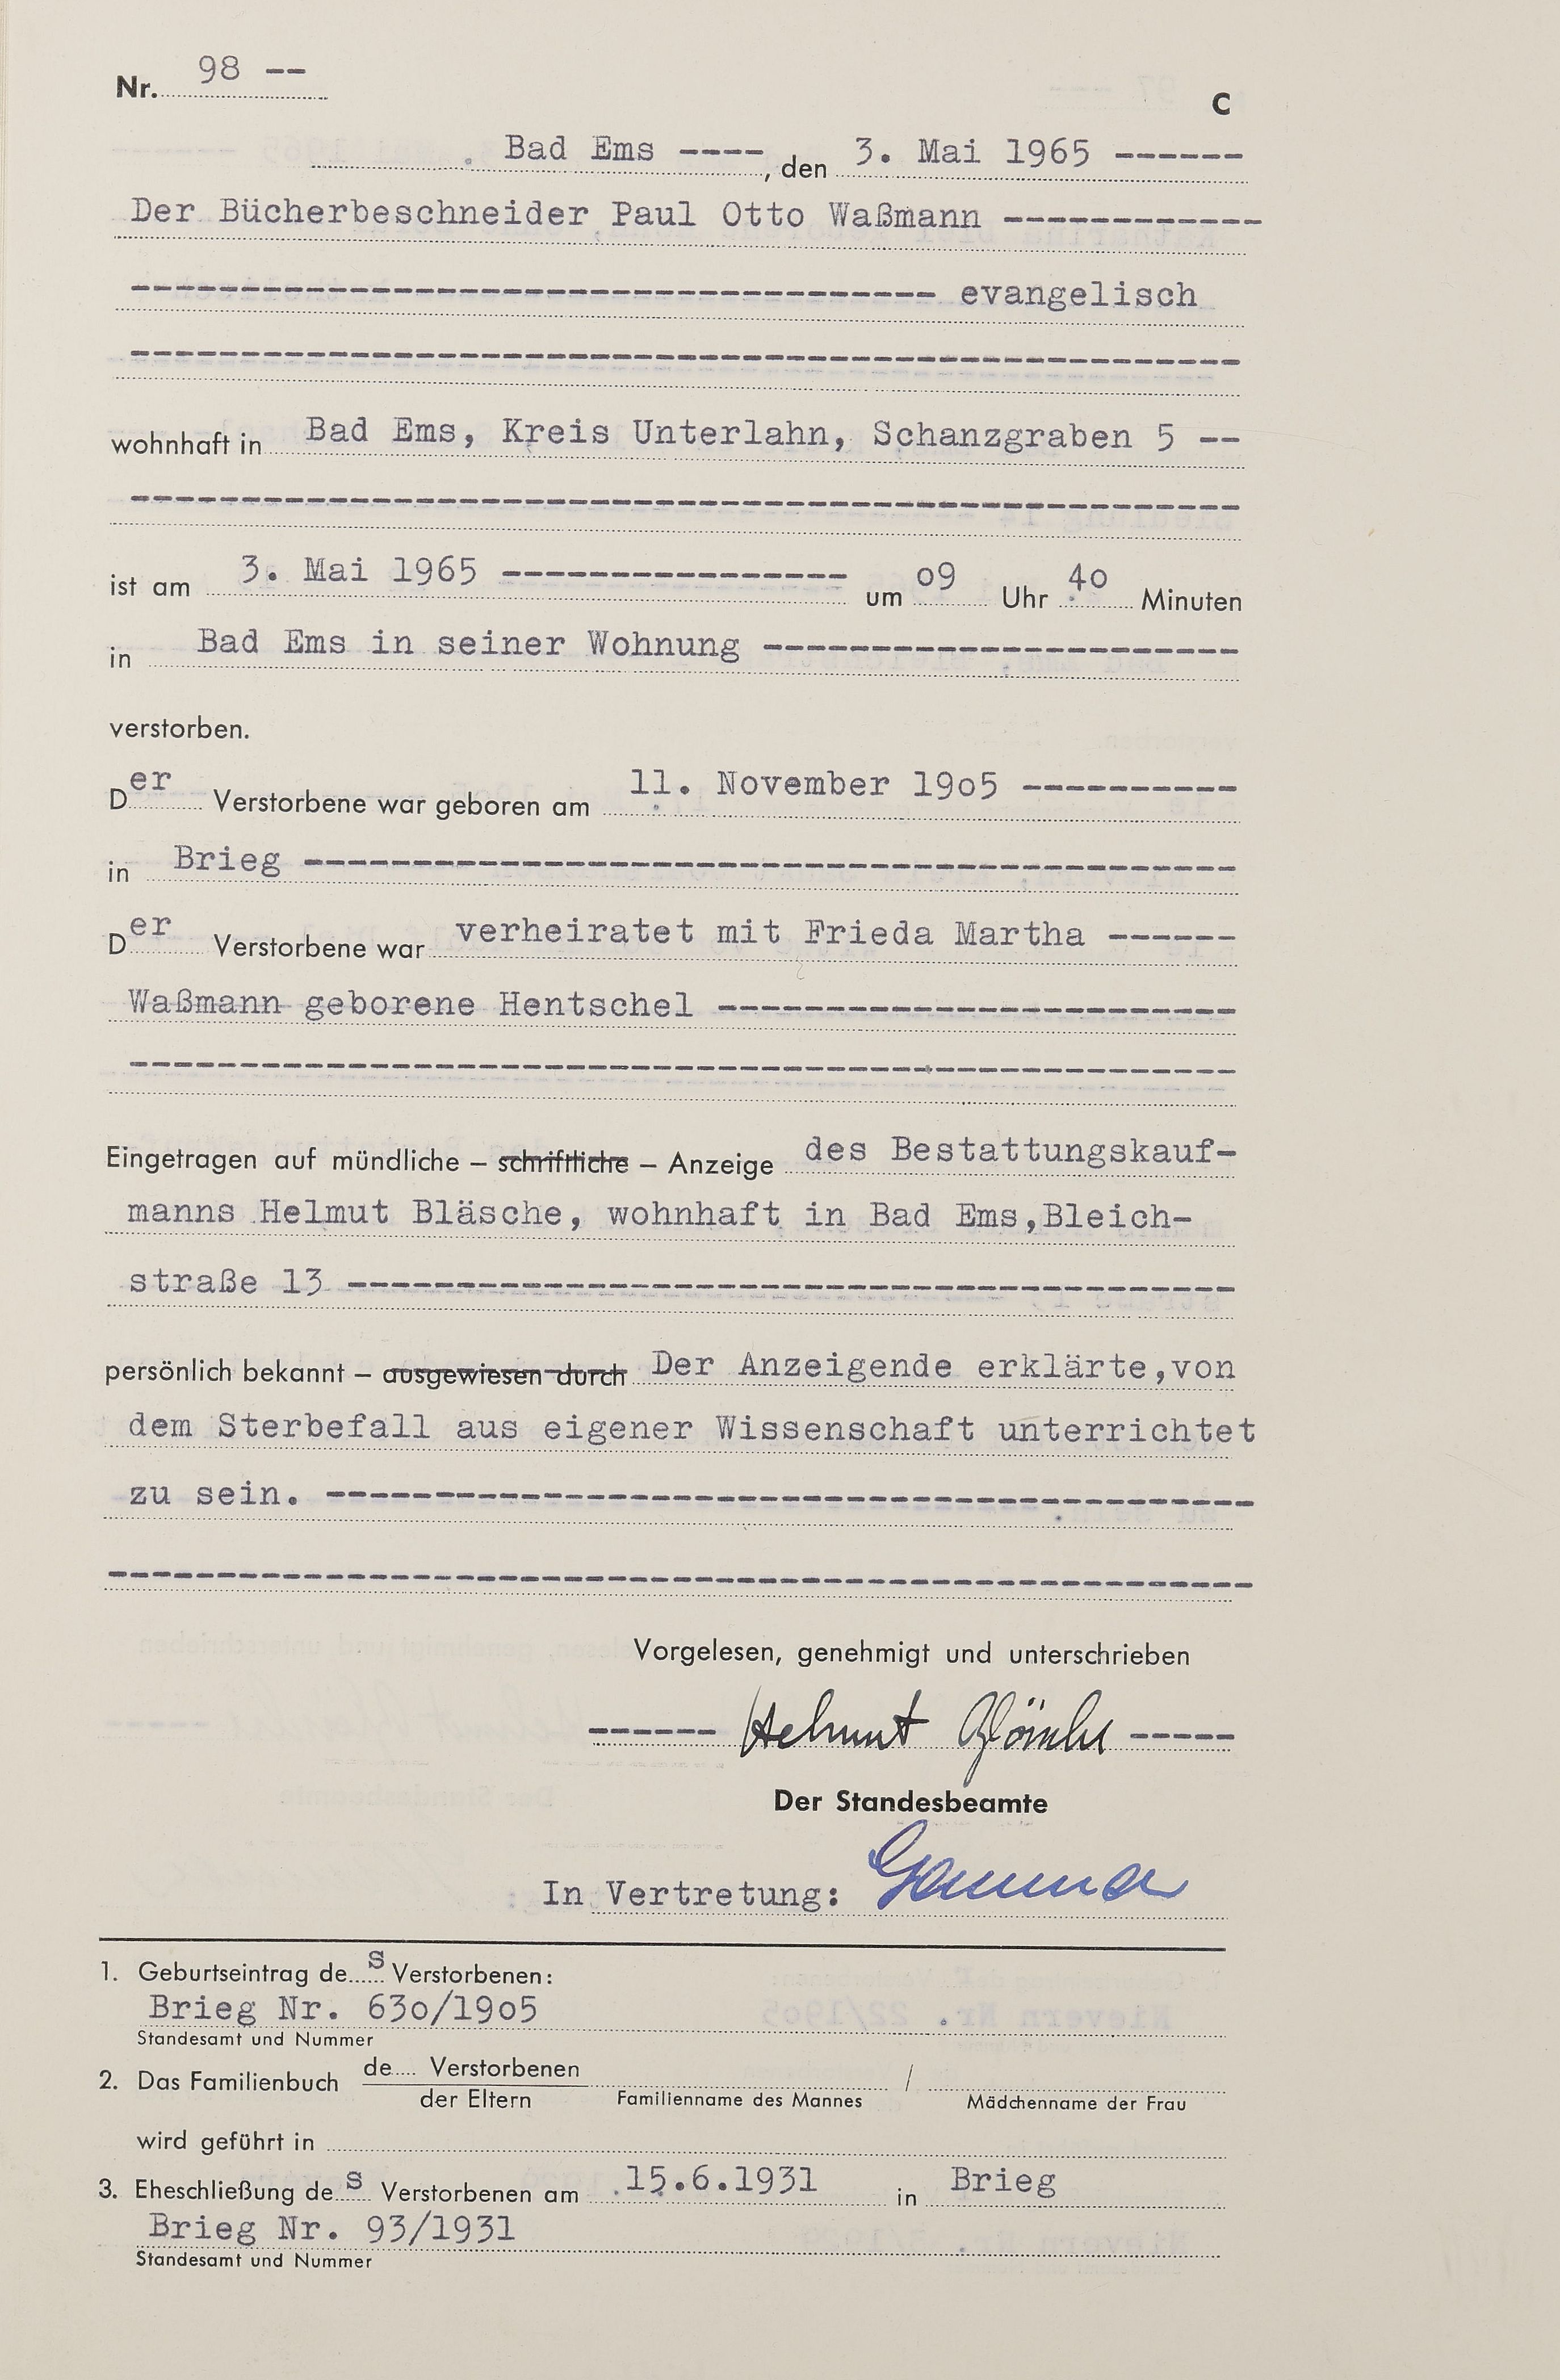 Nr. 98 --
C
Bad Ems ----, den 3. Mai 1965 ------
Der Bücherbeschneider Paul Otto Waßmann ------------
------------------------------------- evangelisch
---------------------------------------------------
wohnhaft in Bad Ems, Kreis Unterlahn, Schanzgraben 5 --
---------------------------------------------------
ist am 3. Mai 1965 ---------------- um o9 Uhr 4o Minuten
in Bad Ems in seiner Wohnung ----------------------
verstorben.
Der Verstorbene war geboren am 11. November 19o5 ----------
in Brieg -------------------------------------------
Der Verstorbene war verheiratet mit Frieda Martha ------
Waßmann geborene Hentschel ------------------------
---------------------------------------------------
Eingetragen auf mündliche – schriftliche – Anzeige des Bestattungskauf-
manns Helmut Bläsche, wohnhaft in Bad Ems,Bleich-
straße 13 -----------------------------------------
persönlich bekannt – ausgewiesen durch Der Anzeigende erklärte,von
dem Sterbefall aus eigener Wissenschaft unterrichtet
zu sein. -------------------------------------------
-----------------------------------------------------
Vorgelesen, genehmigt und unterschrieben
------ Helmut Bläsche -----
Der Standesbeamte
In Vertretung:
1. Geburtseintrag des Verstorbenen:
Brieg Nr. 63o/19o5
Standesamt und Nummer
2. Das Familienbuch de.... Verstorbenen /
der Eltern Familienname des Mannes Mädchenname der Frau
wird geführt in
3. Eheschließung des Verstorbenen am 15.6.1931 in Brieg
Brieg Nr. 93/1931
Standesamt und Nummer